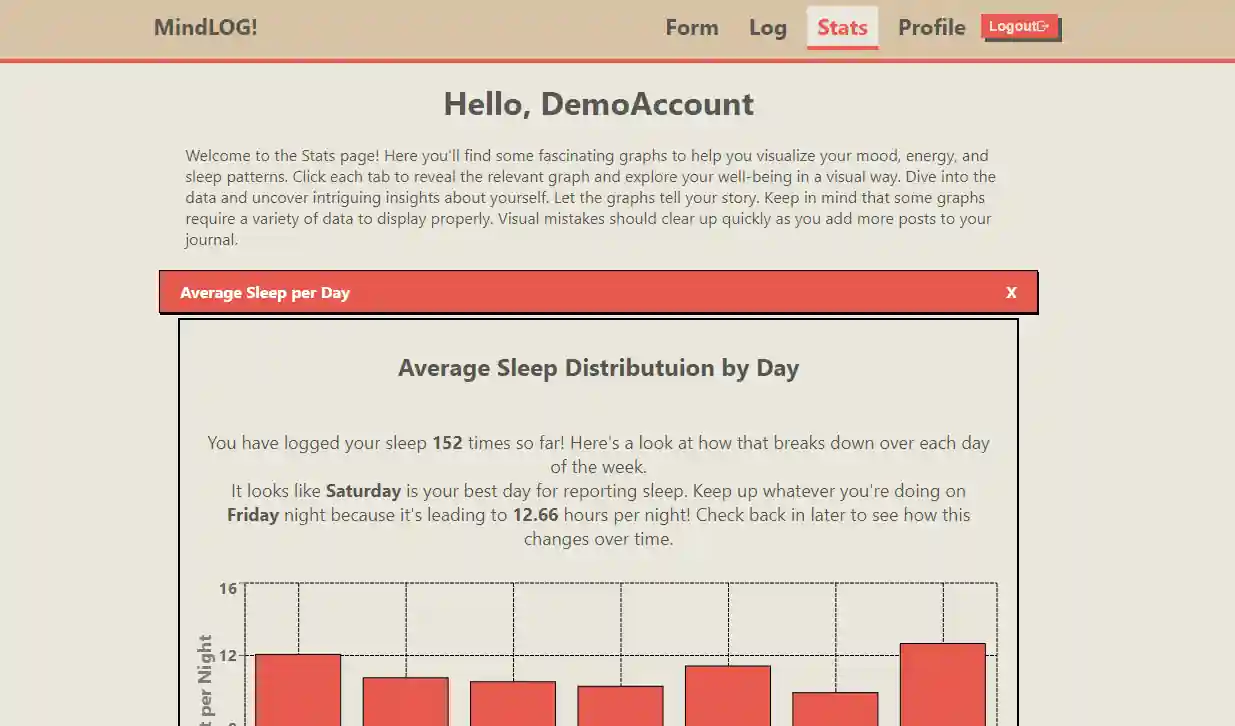 MindLOG!
Form
Log
Stats
Profile
Logout
Hello, DemoAccount
Welcome to the Stats page! Here you'll find some fascinating graphs to help you visualize your mood, energy, and
sleep patterns. Click each tab to reveal the relevant graph and explore your well-being in a visual way. Dive into the
data and uncover intriguing insights about yourself. Let the graphs tell your story. Keep in mind that some graphs
require a variety of data to display properly. Visual mistakes should clear up quickly as you add more posts to your
journal.
Average Sleep per Day
X
Average Sleep Distributuion by Day
You have logged your sleep 152 times so far! Here's a look at how that breaks down over each day
of the week.
It looks like Saturday is your best day for reporting sleep. Keep up whatever you're doing on
Friday night because it's leading to 12.66 hours per night! Check back in later to see how this
changes over time.
16
12
per Night